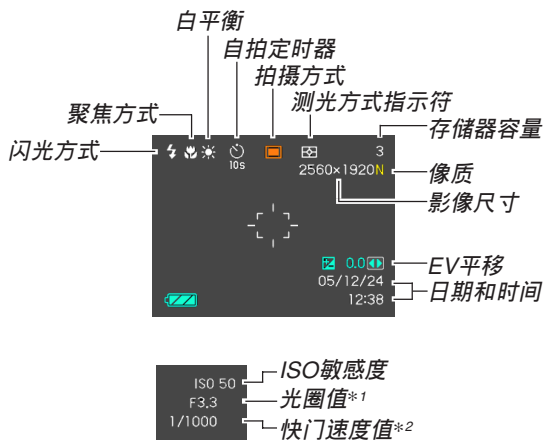 白平衡
自拍定时器
拍摄方式
测光方式指示符
聚焦方式
存储器容量
闪光方式
10s
3
2560×1920N
像质
影像尺寸
0.0
EV平移
05/12/24
12:38
日期和时间
ISO 50
ISO敏感度
F3.3
光圈值*1
1/1000
快门速度值*2